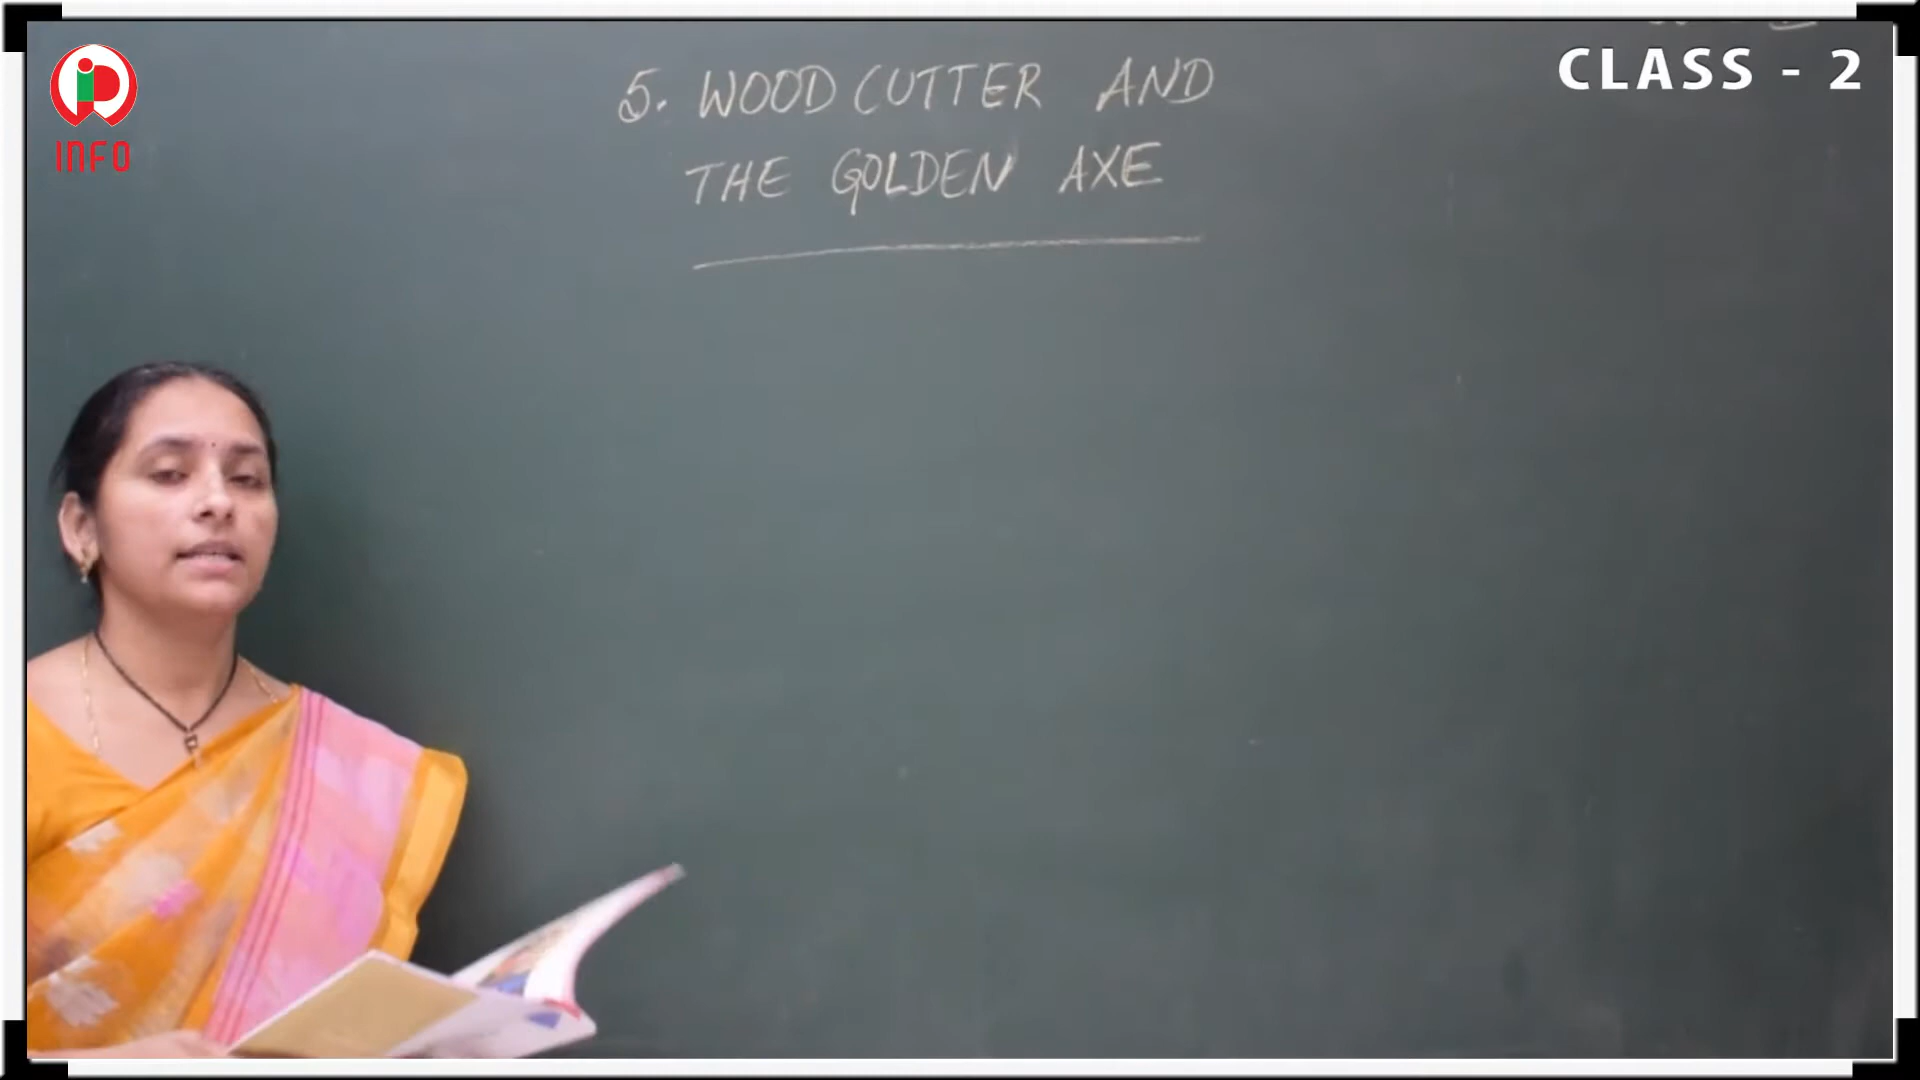 INFO
CLASS - 2
5. WOOD CUTTER AND
THE GOLDEN AXE